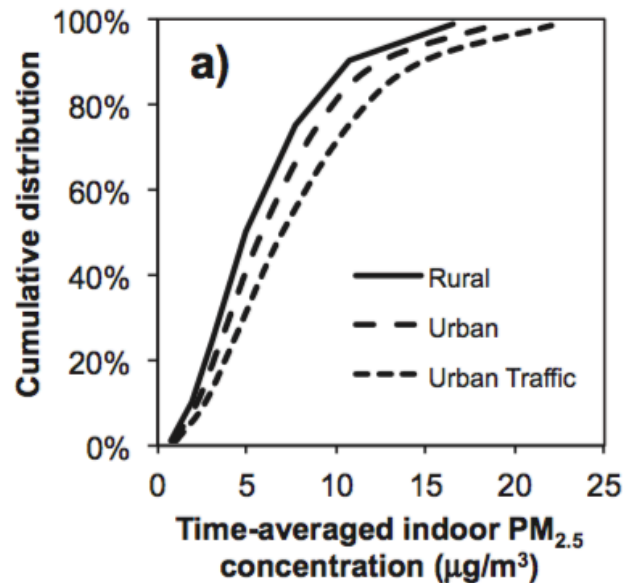 a)
Cumulative distribution
100%
80%
60%
40%
20%
0%
Rural
Urban
Urban Traffic
0 5 10 15 20 25
Time-averaged indoor PM2.5
concentration (μg/m³)